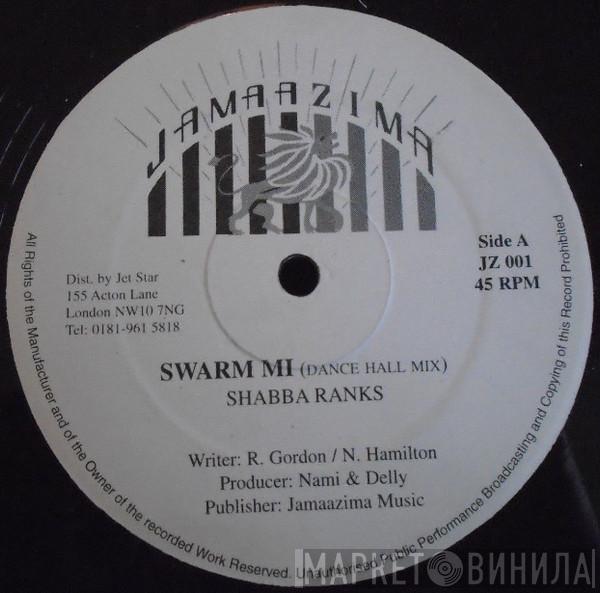 JAMAAZIMA
Side A
JZ 001
45 RPM
Dist. by Jet Star
155 Acton Lane
London NW10 7NG
Tel: 0181-961 5818
SWARM MI (DANCE HALL MIX)
SHABBA RANKS
Writer: R. Gordon / N. Hamilton
Producer: Nami & Delly
Publisher: Jamaazima Music
All Rights of the Manufacturer and of the Owner of the recorded Work Reserved. Unauthorised Public Performance Broadcasting and Copying of this Record Prohibited
МАРКЕТ ВИНИЛА